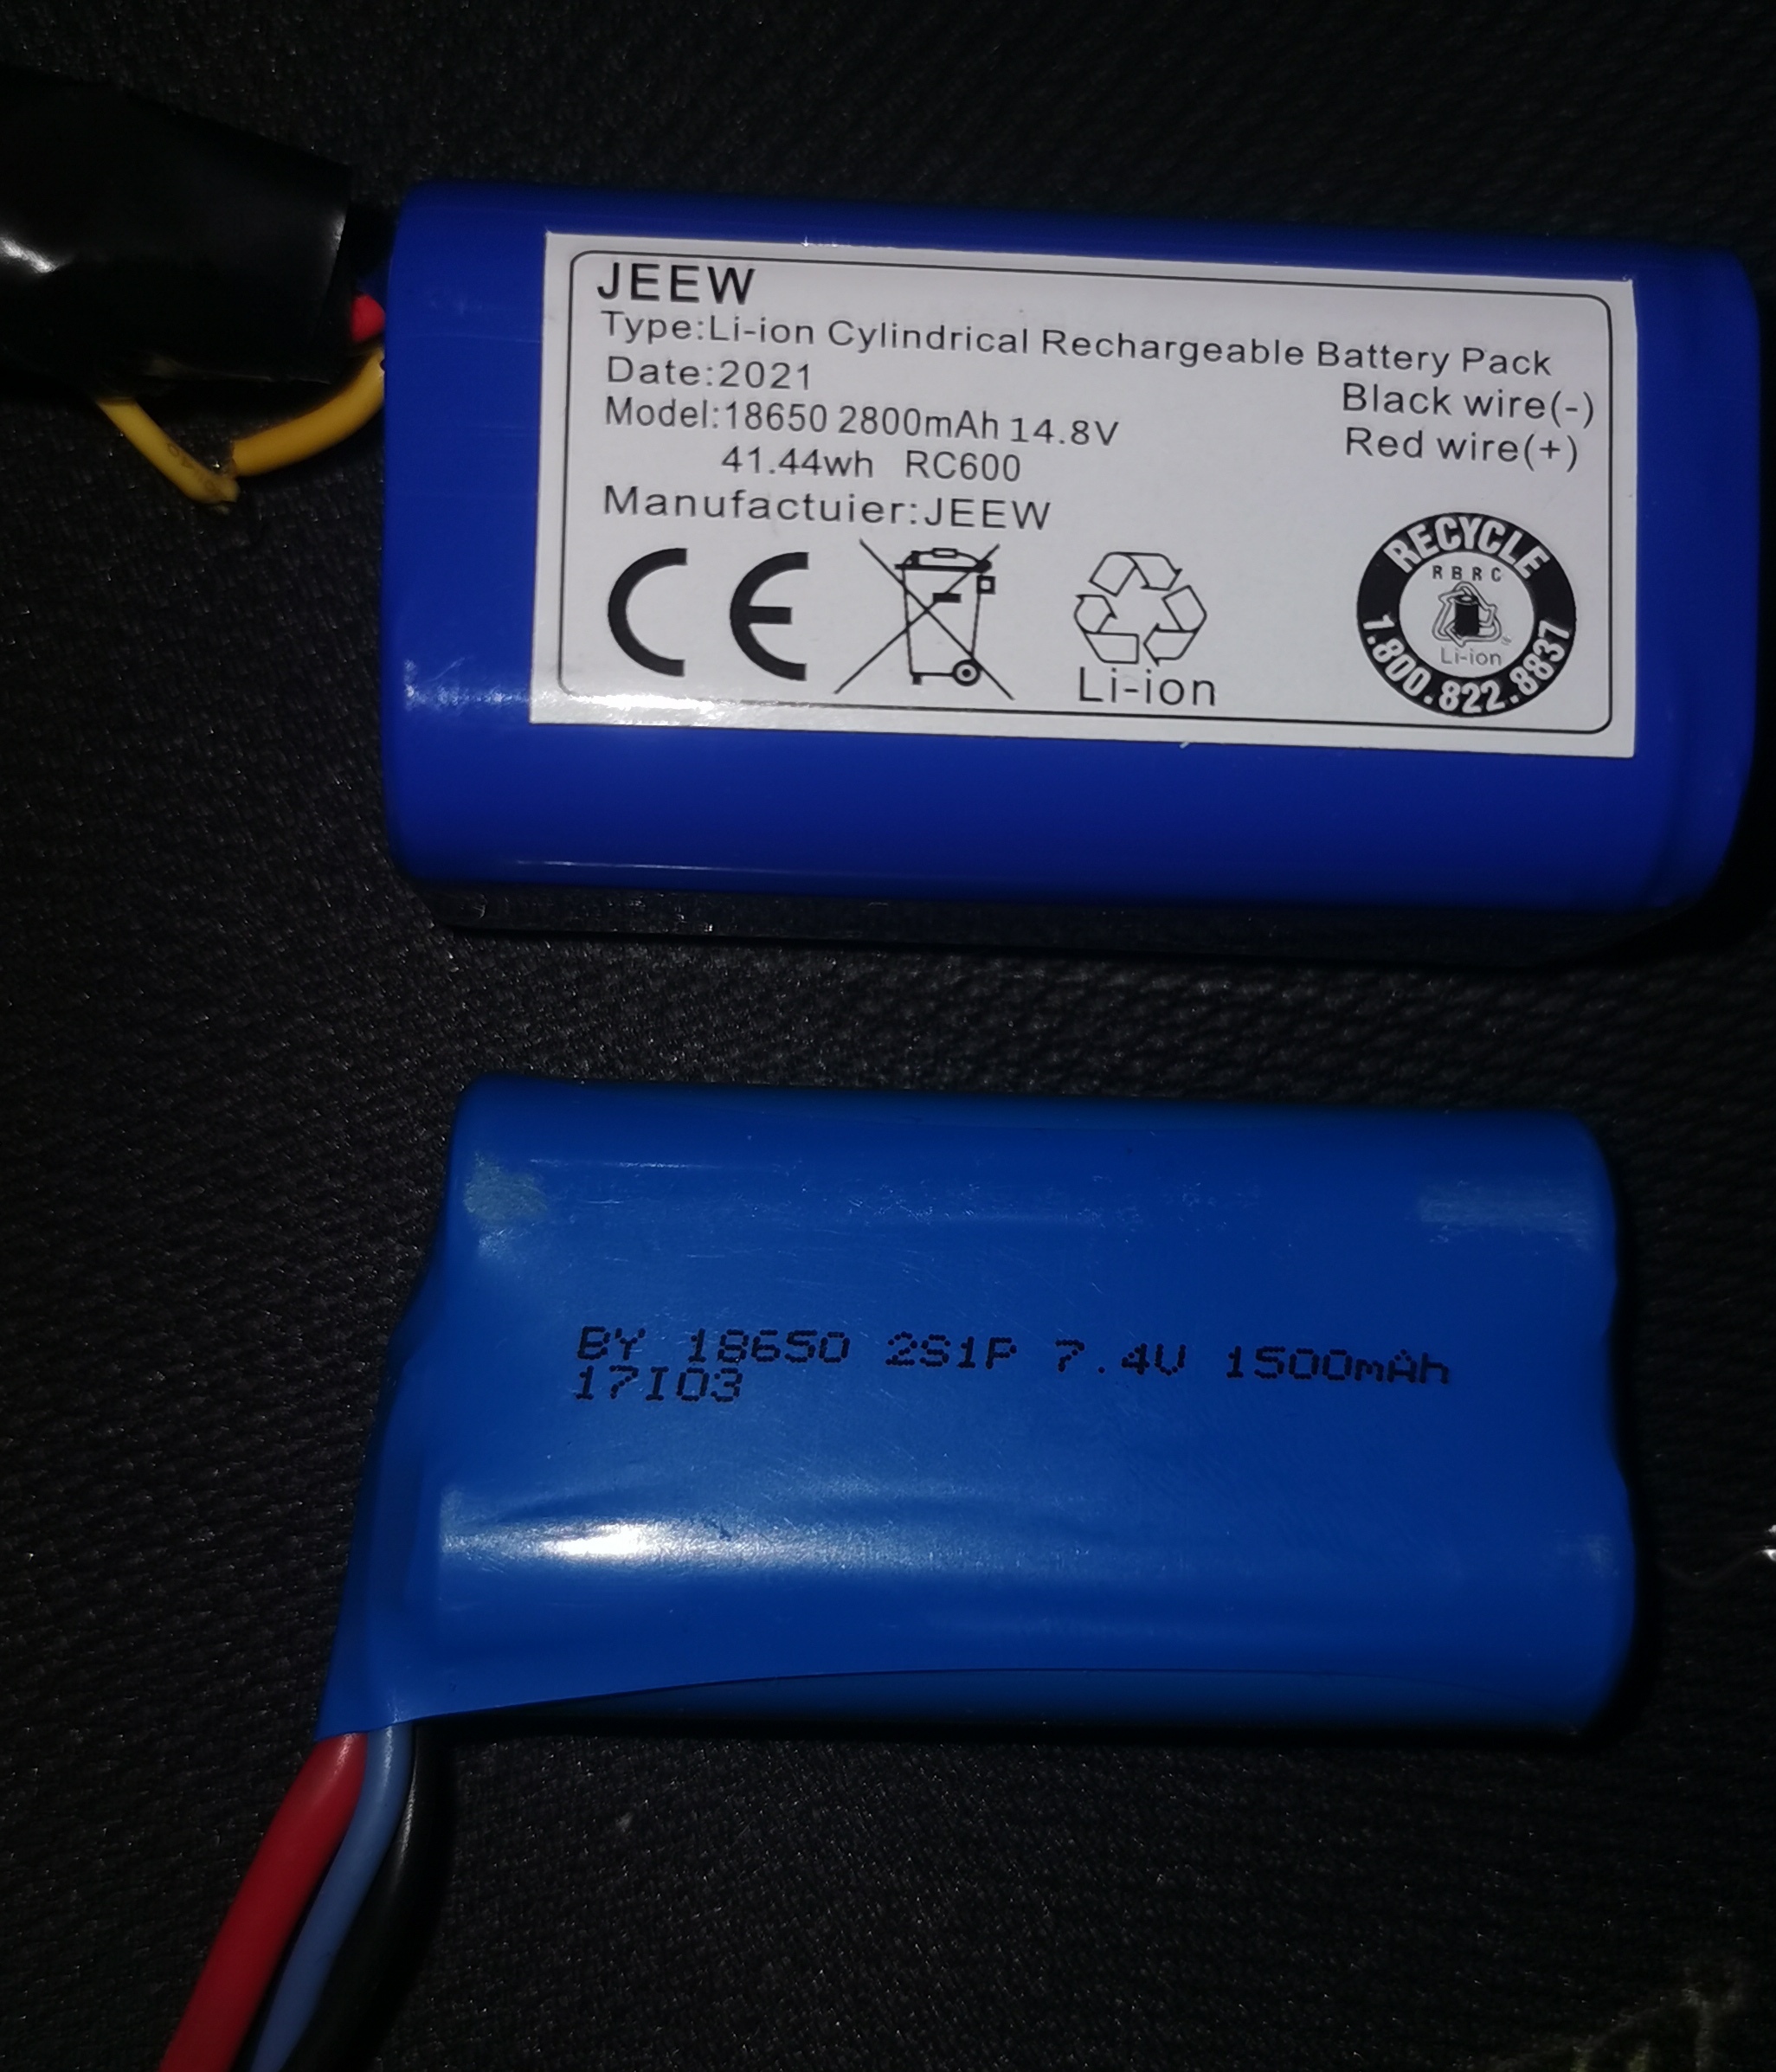 JEEW
Type:Li-ion Cylindrical Rechargeable Battery Pack
Date:2021
Black wire(-)
Model:18650 2800mAh 14.8V
Red wire(+)
41.44wh RC600
Manufactuier:JEEW
CE
Li-ion
RECYCLE
RBRC
Li-ion
1.800.822.8837
BY 18650 2S1P 7.4V 1500mAh
17I03